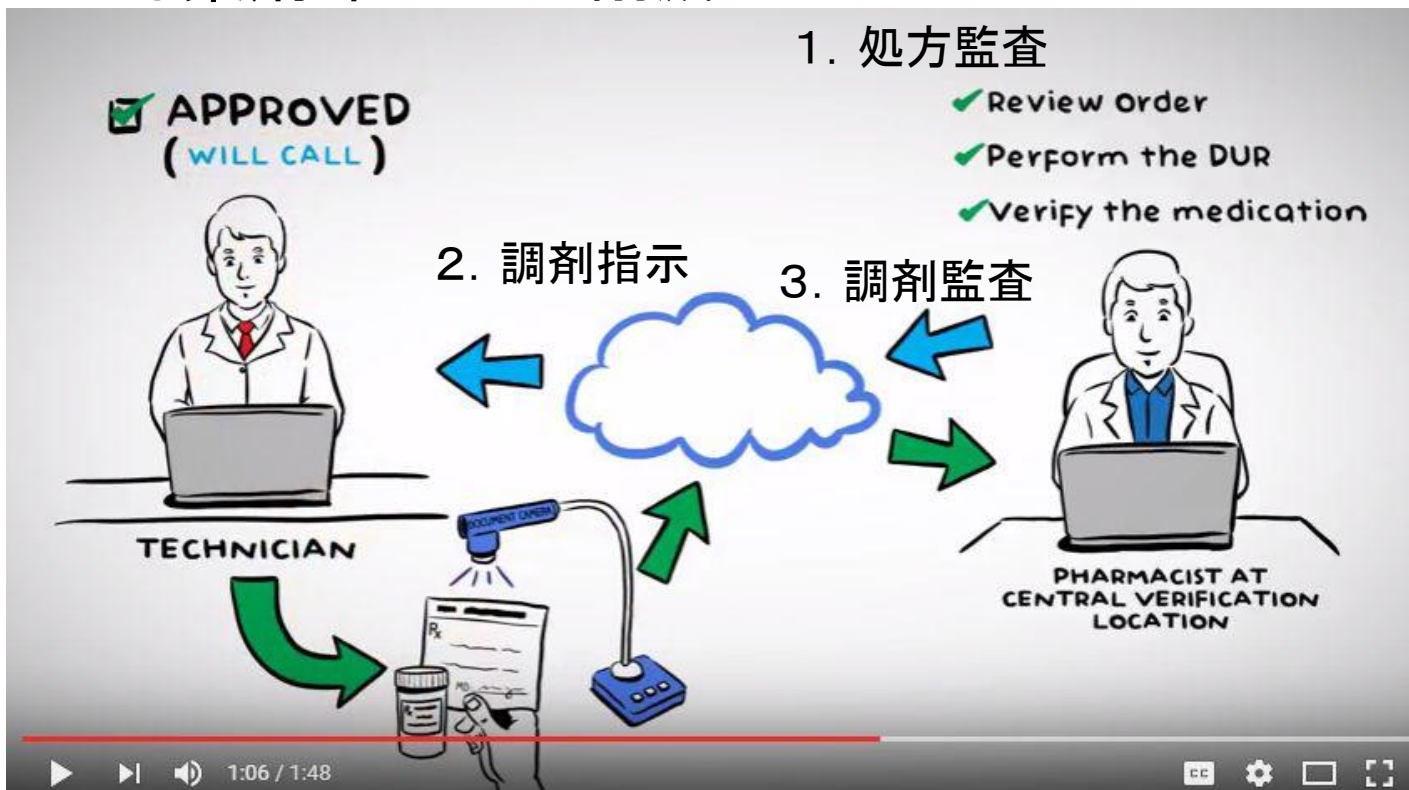 1. 処方監査
✔Review Order
✔Perform the DUR
✔Verify the medication
APPROVED
(WILL CALL)
2. 調剤指示
3. 調剤監査
TECHNICIAN
DOCUMENT CAMERA
Rx
MD
PHARMACIST AT
CENTRAL VERIFICATION
LOCATION
1:06 / 1:48
CC